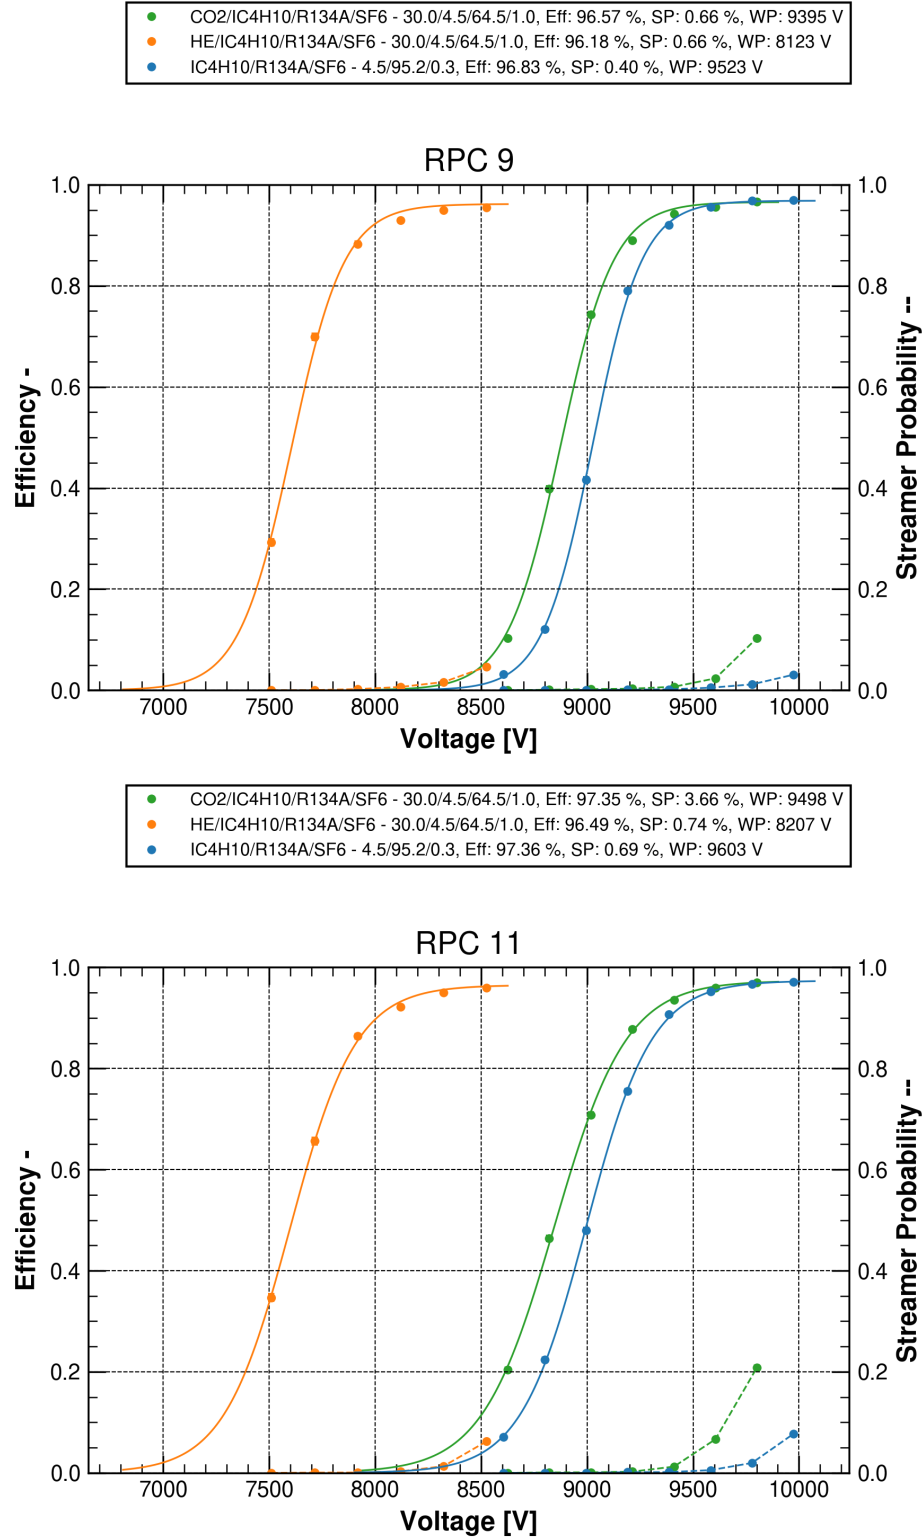 CO2/IC4H10/R134A/SF6 - 30.0/4.5/64.5/1.0, Eff: 96.57 %, SP: 0.66 %, WP: 9395 V
HE/IC4H10/R134A/SF6 - 30.0/4.5/64.5/1.0, Eff: 96.18 %, SP: 0.66 %, WP: 8123 V
IC4H10/R134A/SF6 - 4.5/95.2/0.3, Eff: 96.83 %, SP: 0.40 %, WP: 9523 V
RPC 9
1.0 1.0
0.8 0.8
0.6 0.6
0.4 0.4
0.2 0.2
0.0 0.0
Efficiency -
Streamer Probability --
7000 7500 8000 8500 9000 9500 10000
Voltage [V]
CO2/IC4H10/R134A/SF6 - 30.0/4.5/64.5/1.0, Eff: 97.35 %, SP: 3.66 %, WP: 9498 V
HE/IC4H10/R134A/SF6 - 30.0/4.5/64.5/1.0, Eff: 96.49 %, SP: 0.74 %, WP: 8207 V
IC4H10/R134A/SF6 - 4.5/95.2/0.3, Eff: 97.36 %, SP: 0.69 %, WP: 9603 V
RPC 11
1.0 1.0
0.8 0.8
0.6 0.6
0.4 0.4
0.2 0.2
0.0 0.0
Efficiency -
Streamer Probability --
7000 7500 8000 8500 9000 9500 10000
Voltage [V]